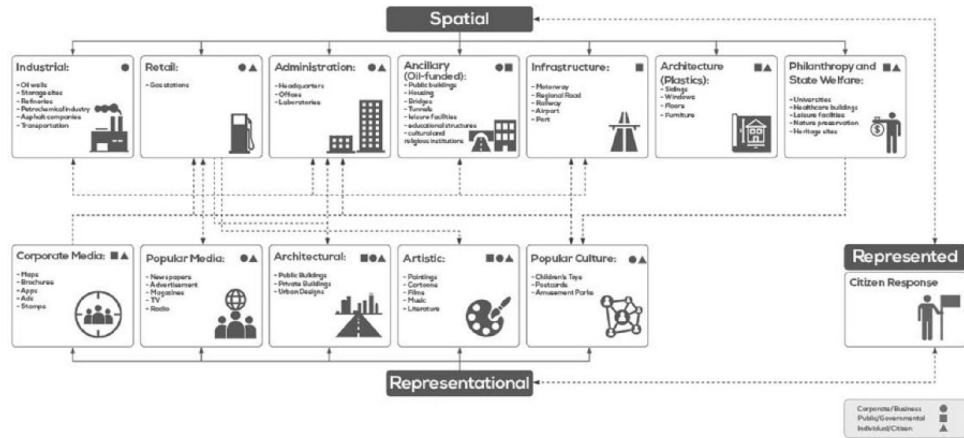 Spatial
Industrial:
- Oil wells
- Storage sites
- Refineries
- Petrochemical industry
- Asphalt companies
- Transportation
Retail:
- Gas stations
Administration:
- Headquarters
- Offices
- Laboratories
Ancillary
(Oil-funded):
- Public buildings
- Housing
- Bridges
- Tunnels
- leisure facilities
- educational structures
- cultural and
religious institutions
Infrastructure:
- Motorway
- Regional Road
- Railway
- Airport
- Port
Architecture
(Plastics):
- Sidings
- Windows
- Floors
- Furniture
Philanthropy and
State Welfare:
- Universities
- Healthcare buildings
- Leisure facilities
- Nature preservation
- Heritage sites
Corporate Media:
- Maps
- Brochures
- Apps
- Ads
- Stamps
Popular Media:
- Newspapers
- Advertisement
- Magazines
- TV
- Radio
Architectural:
- Public Buildings
- Private Buildings
- Urban Designs
Artistic:
- Paintings
- Cartoons
- Films
- Music
- Literature
Popular Culture:
- Children's Toys
- Postcards
- Amusement Parks
Represented
Citizen Response
Representational
Corporate/Business
Public/Governmental
Individual/Citizen